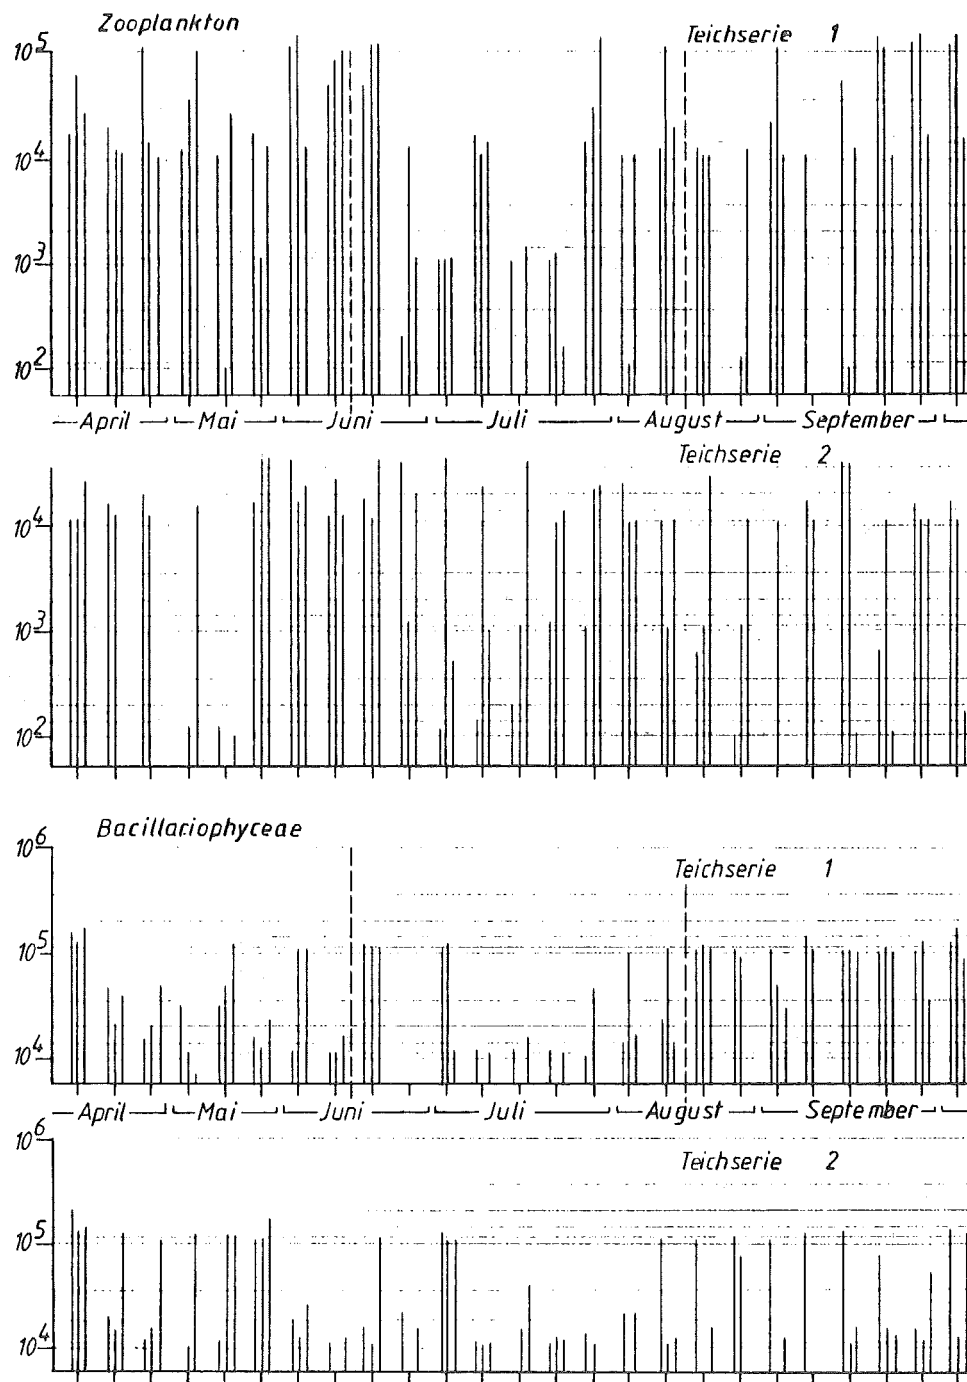 Zooplankton
Teichserie 1
10^5
10^4
10^3
10^2
April Mai Juni Juli August September
Teichserie 2
10^4
10^3
10^2
Bacillariophyceae
10^6
Teichserie 1
10^5
10^4
April Mai Juni Juli August September
10^6
Teichserie 2
10^5
10^4